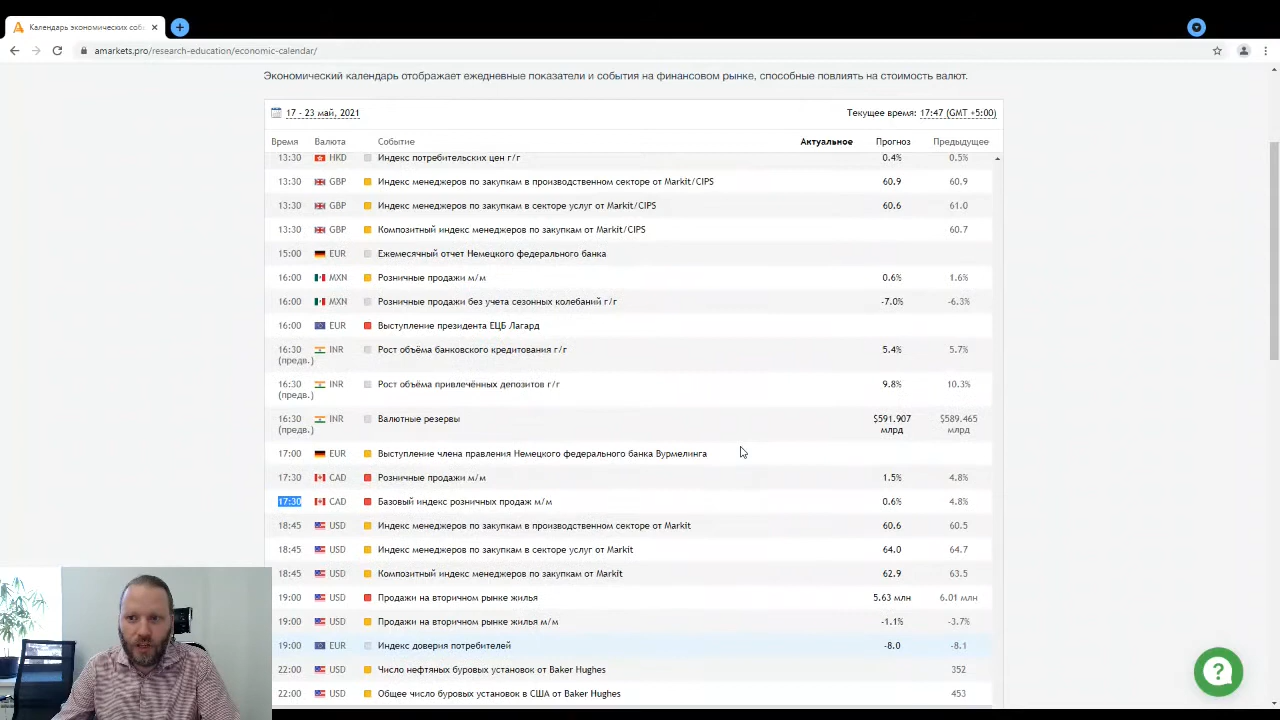 Календарь экономических соб
amarkets.pro/research-education/economic-calendar/
Экономический календарь отображает ежедневные показатели и события на финансовом рынке, способные повлиять на стоимость валют.
17 - 23 май, 2021 Текущее время: 17:47 (GMT +5:00)
Время Валюта Событие Актуальное Прогноз Предыдущее
13:30 HKD Индекс потребительских цен г/г 0.4% 0.5%
13:30 GBP Индекс менеджеров по закупкам в производственном секторе от Markit/CIPS 60.9 60.9
13:30 GBP Индекс менеджеров по закупкам в секторе услуг от Markit/CIPS 60.6 61.0
13:30 GBP Композитный индекс менеджеров по закупкам от Markit/CIPS 60.7
15:00 EUR Ежемесячный отчет Немецкого федерального банка
16:00 MXN Розничные продажи м/м 0.6% 1.6%
16:00 MXN Розничные продажи без учета сезонных колебаний г/г -7.0% -6.3%
16:00 EUR Выступление президента ЕЦБ Лагард
16:30 INR Рост объёма банковского кредитования г/г 5.4% 5.7%
(предв.)
16:30 INR Рост объёма привлечённых депозитов г/г 9.8% 10.3%
(предв.)
16:30 INR Валютные резервы $591.907 $589.465
(предв.) млрд млрд
17:00 EUR Выступление члена правления Немецкого федерального банка Вурмелинга
17:30 CAD Розничные продажи м/м 1.5% 4.8%
17:30 CAD Базовый индекс розничных продаж м/м 0.6% 4.8%
18:45 USD Индекс менеджеров по закупкам в производственном секторе от Markit 60.6 60.5
18:45 USD Индекс менеджеров по закупкам в секторе услуг от Markit 64.0 64.7
18:45 USD Композитный индекс менеджеров по закупкам от Markit 62.9 63.5
19:00 USD Продажи на вторичном рынке жилья 5.63 млн 6.01 млн
19:00 USD Продажи на вторичном рынке жилья м/м -1.1% -3.7%
19:00 EUR Индекс доверия потребителей -8.0 -8.1
22:00 USD Число нефтяных буровых установок от Baker Hughes 352
22:00 USD Общее число буровых установок в США от Baker Hughes 453